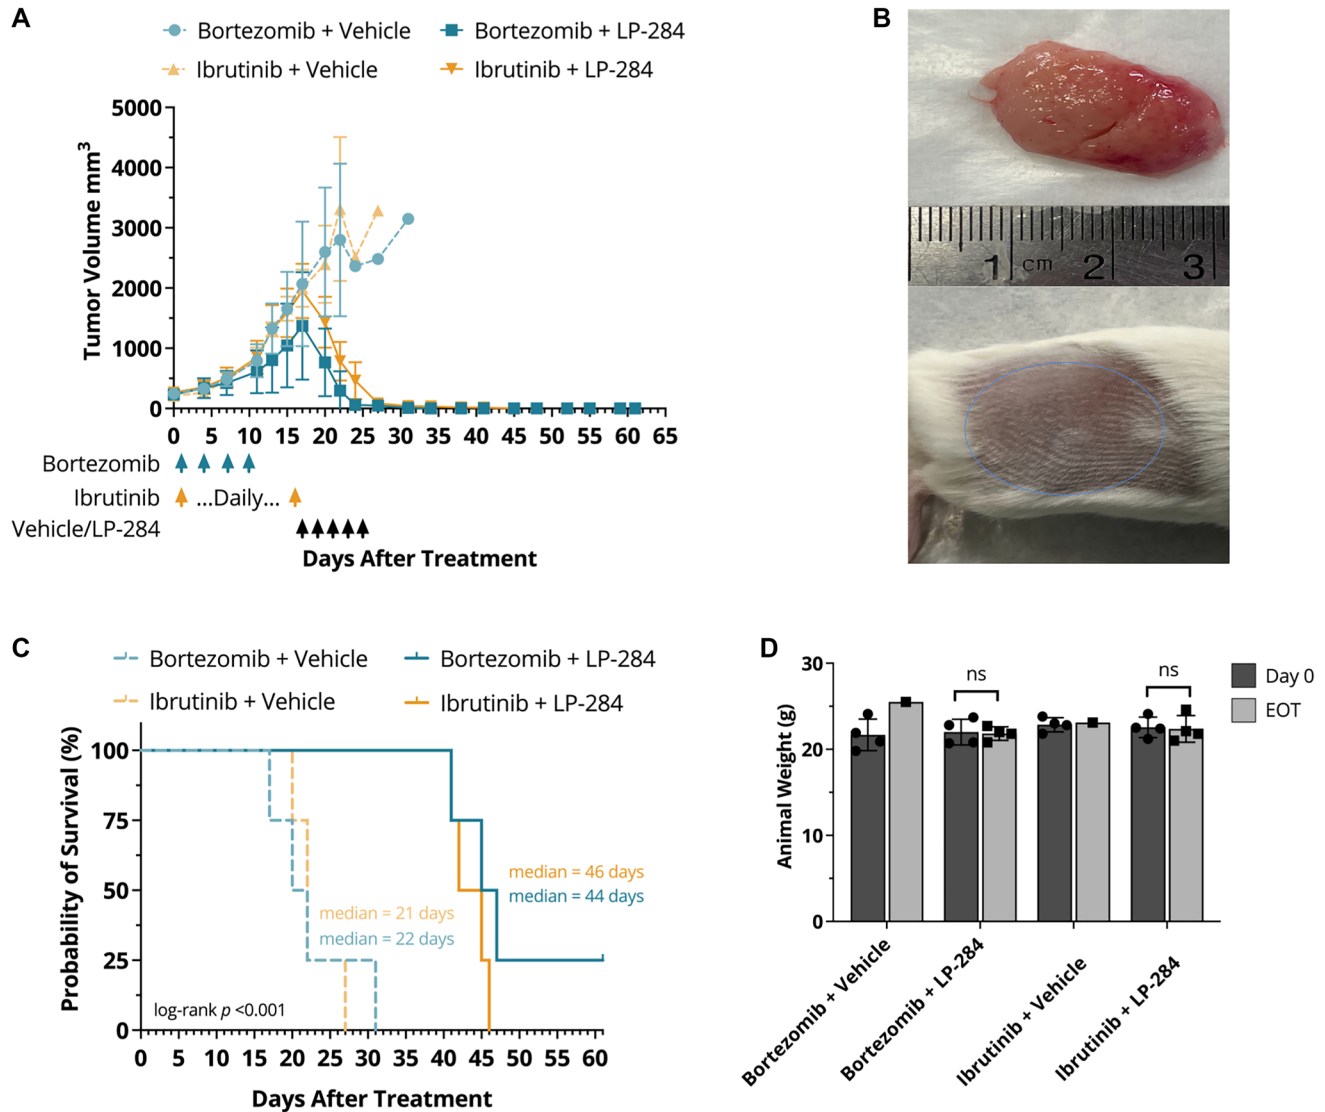 A
Bortezomib + Vehicle
Bortezomib + LP-284
Ibrutinib + Vehicle
Ibrutinib + LP-284
Tumor Volume mm³
5000
4000
3000
2000
1000
0
0 5 10 15 20 25 30 35 40 45 50 55 60 65
Bortezomib
Ibrutinib ...Daily...
Vehicle/LP-284
Days After Treatment
B
1 cm 2 3
C
Bortezomib + Vehicle
Bortezomib + LP-284
Ibrutinib + Vehicle
Ibrutinib + LP-284
Probability of Survival (%)
100
75
50
25
0
median = 46 days
median = 44 days
median = 21 days
median = 22 days
log-rank p <0.001
0 5 10 15 20 25 30 35 40 45 50 55 60
Days After Treatment
D
Animal Weight (g)
30
20
10
0
ns
ns
Day 0
EOT
Bortezomib + Vehicle
Bortezomib + LP-284
Ibrutinib + Vehicle
Ibrutinib + LP-284